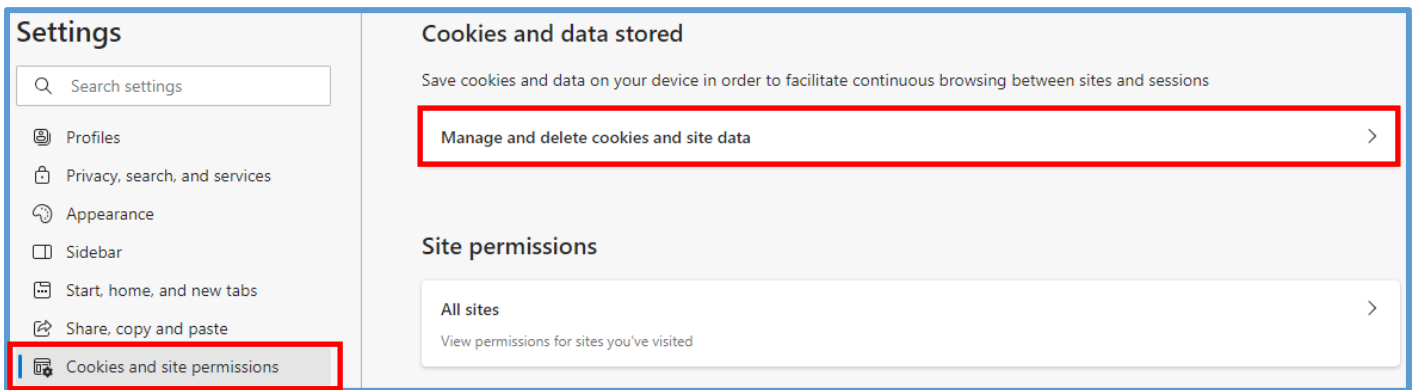 Settings
Search settings
Profiles
Privacy, search, and services
Appearance
Sidebar
Start, home, and new tabs
Share, copy and paste
Cookies and site permissions
Cookies and data stored
Save cookies and data on your device in order to facilitate continuous browsing between sites and sessions
Manage and delete cookies and site data
Site permissions
All sites
View permissions for sites you've visited